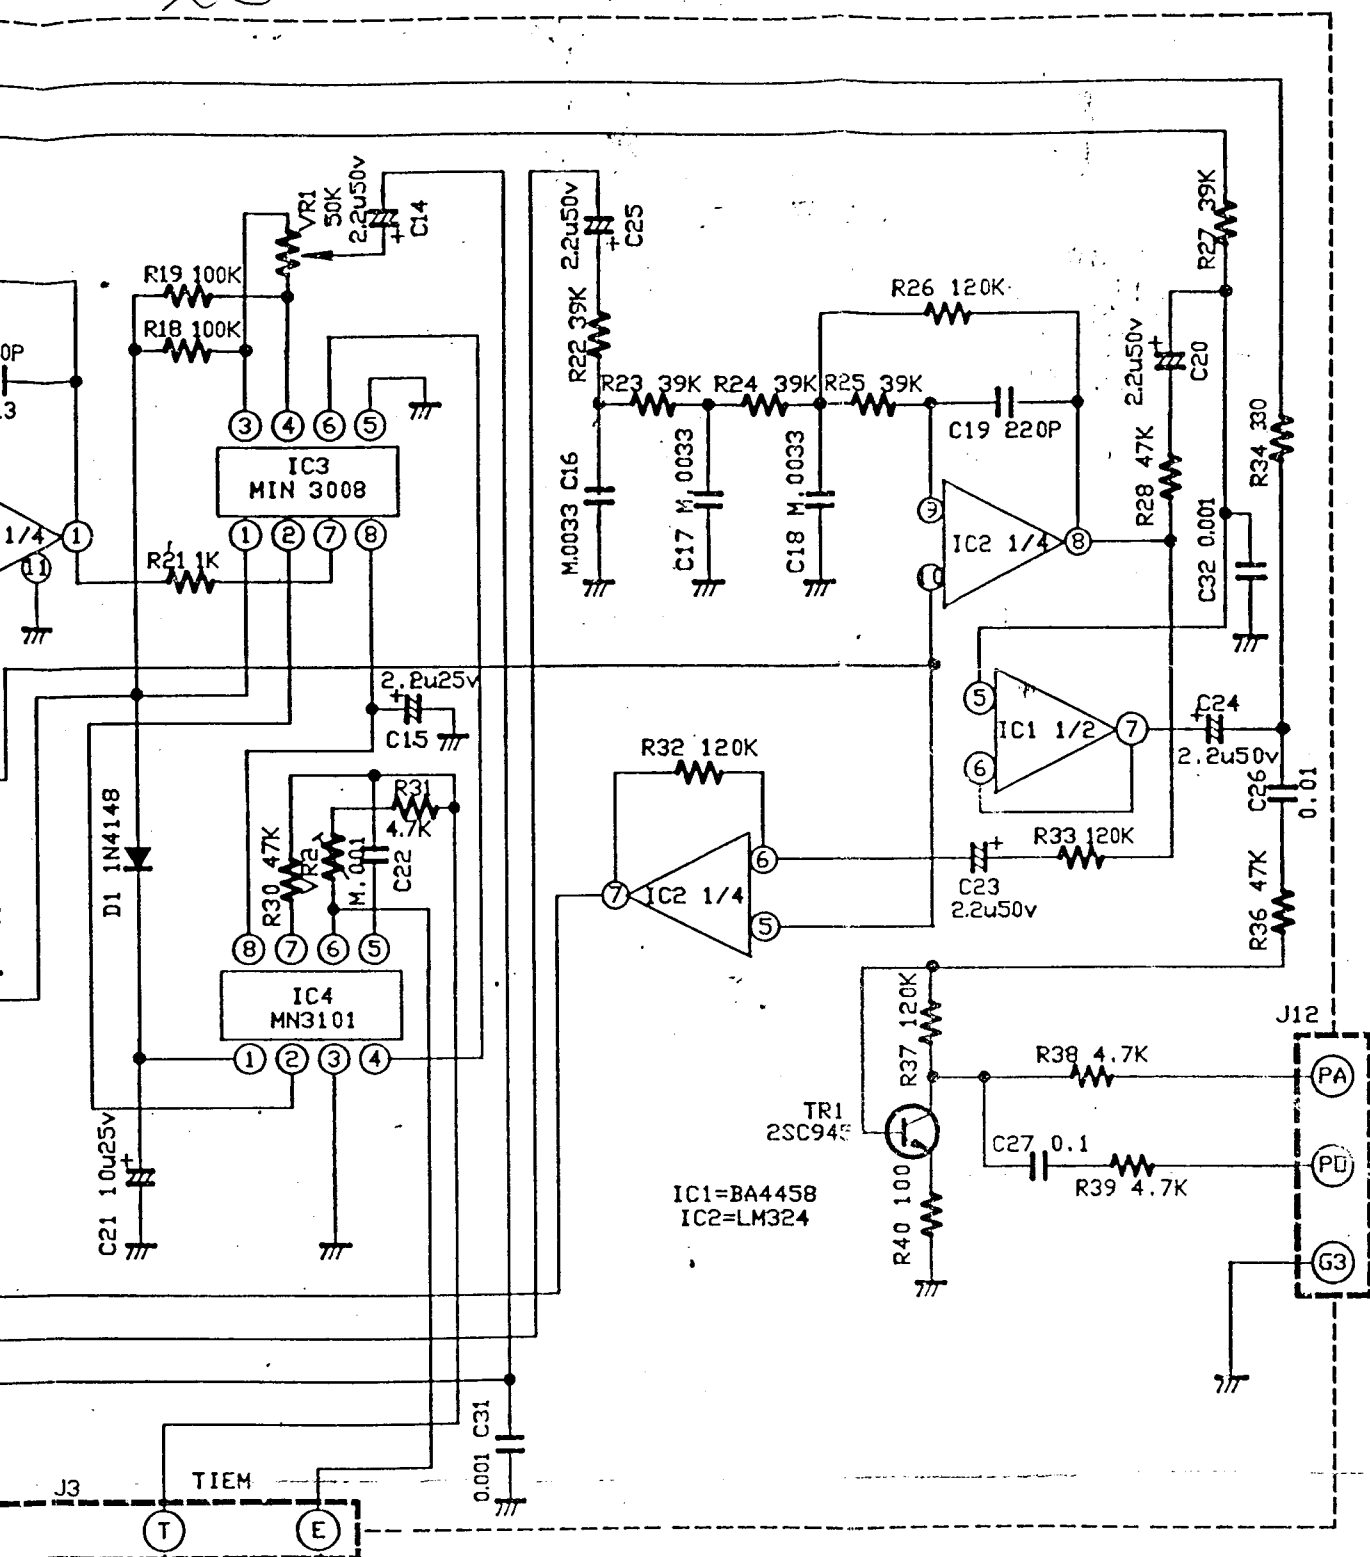 VR1
50K
2.2u50v
C14
2.2u50v
C25
R27 39K
R19 100K
R18 100K
R22 39K
R26 120K
2.2u50v
C20
0P
3
R23 39K
R24 39K
R25 39K
C19 220P
R34 330
3
4
6
5
IC3
MIN 3008
1
2
7
8
M.0033 C16
C17 M.0033
C18 M.0033
R28 47K
9
10
IC2 1/4
8
C32 0.001
1/4
1
11
R21 1K
2.2u25v
C15
5
6
IC1 1/2
7
C24
2.2u50v
C26
0.01
R32 120K
R31
4.7K
D1 1N4148
R30 47K
VR2
M.001
C22
7
IC2 1/4
6
5
C23
2.2u50v
R33 120K
R36 47K
8
7
6
5
IC4
MN3101
1
2
3
4
R37 120K
J12
R38 4.7K
PA
TR1
2SC945
C27 0.1
R39 4.7K
PD
C21 10u25v
IC1=BA4458
IC2=LM324
R40 100
G3
0.001 C31
J3
TIEM
T
E